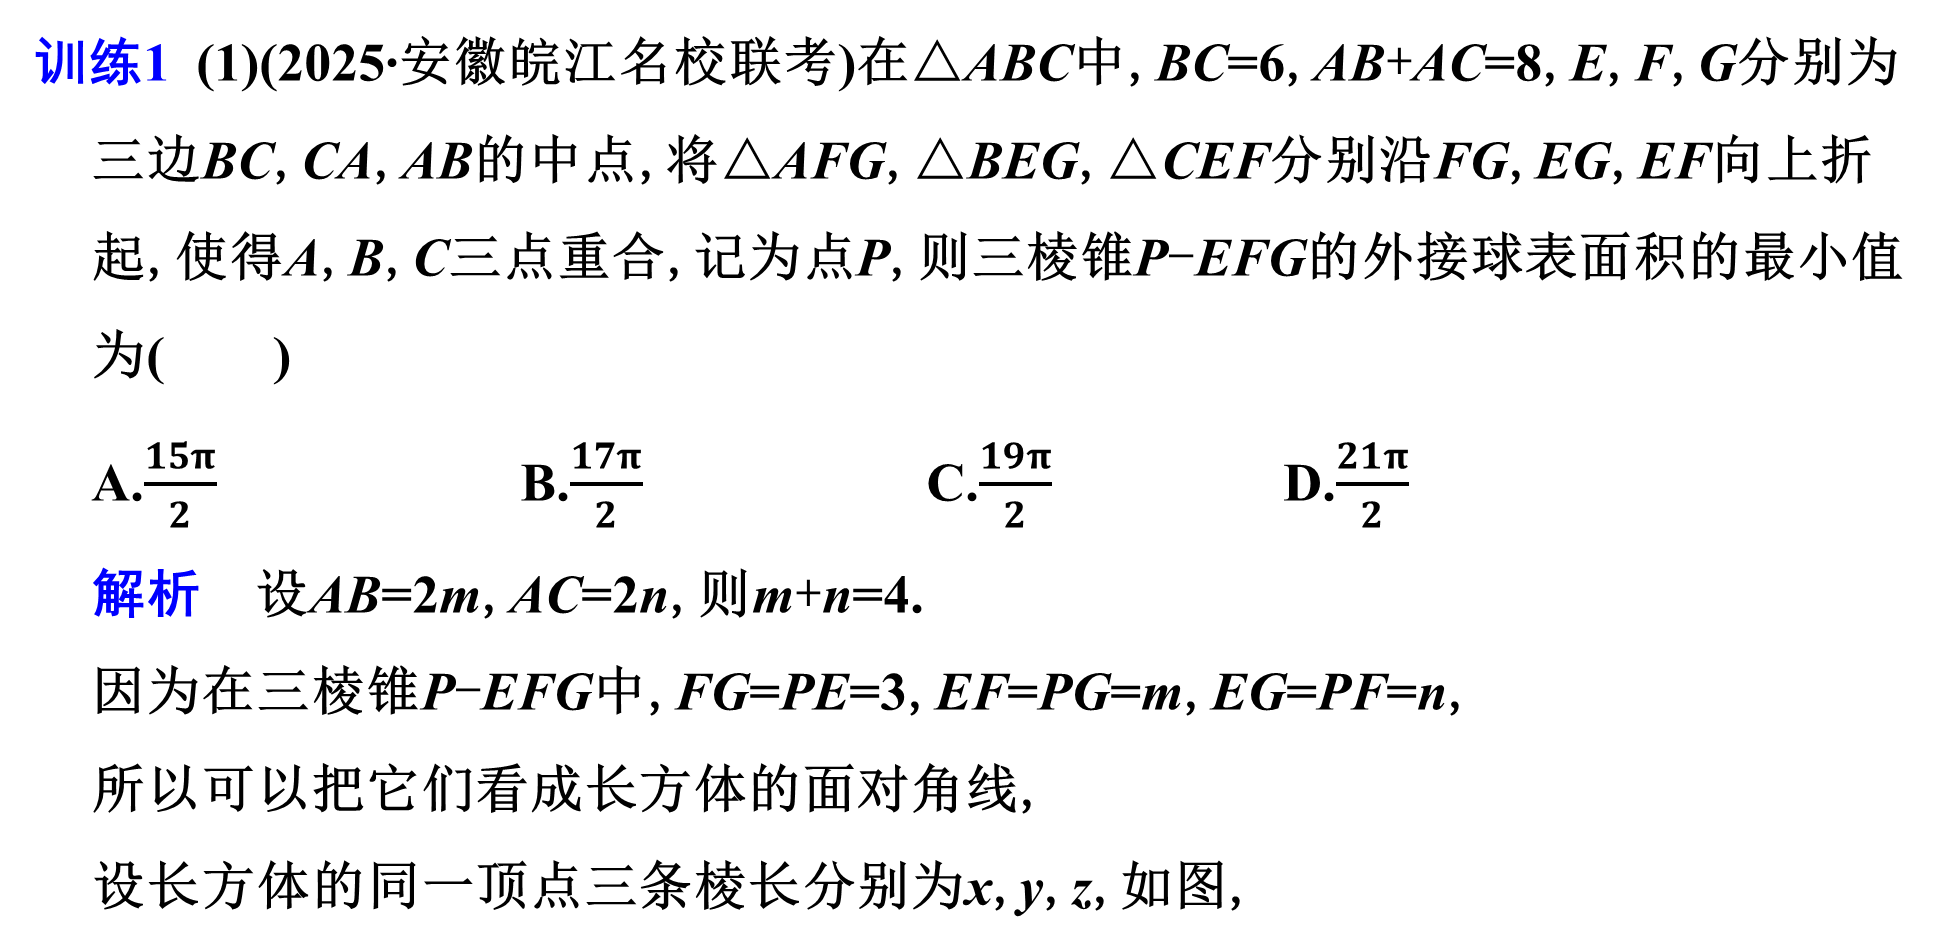 训练1 (1)(2025·安徽皖江名校联考)在△ABC中, BC=6, AB+AC=8, E, F, G分别为
三边BC, CA, AB的中点, 将△AFG, △BEG, △CEF分别沿FG, EG, EF向上折
起, 使得A, B, C三点重合, 记为点P, 则三棱锥P-EFG的外接球表面积的最小值
为(　　)
A.15π/2 B.17π/2 C.19π/2 D.21π/2
解析 设AB=2m, AC=2n, 则m+n=4.
因为在三棱锥P-EFG中, FG=PE=3, EF=PG=m, EG=PF=n,
所以可以把它们看成长方体的面对角线,
设长方体的同一顶点三条棱长分别为x, y, z, 如图,